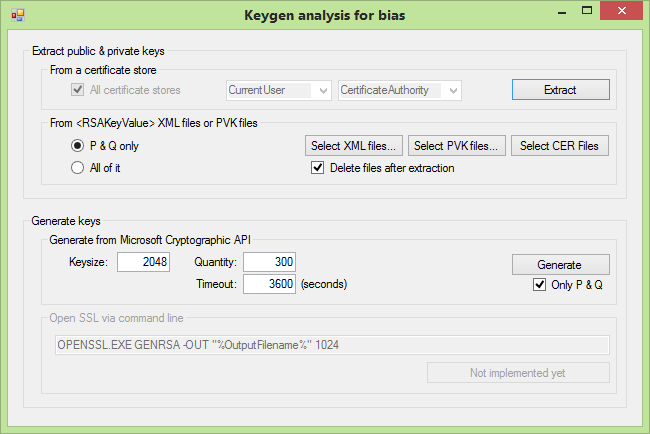 Keygen analysis for bias
Extract public & private keys
From a certificate store
All certificate stores CurrentUser CertificateAuthority Extract
From <RSAKeyValue> XML files or PVK files
P & Q only Select XML files... Select PVK files... Select CER Files
All of it Delete files after extraction
Generate keys
Generate from Microsoft Cryptographic API
Keysize: 2048 Quantity: 300 Generate
Timeout: 3600 (seconds) Only P & Q
Open SSL via command line
OPENSSL.EXE GENRSA -OUT "%OutputFilename%" 1024
Not implemented yet